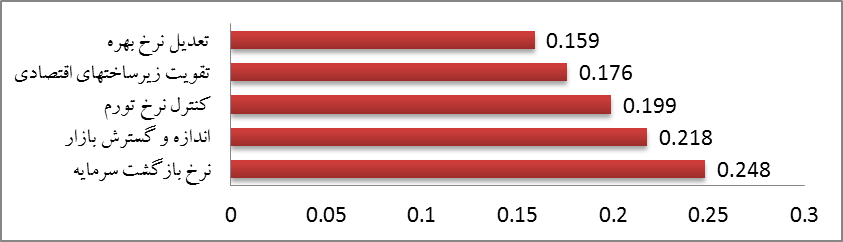 تعدیل نرخ بهره 0.159
تقویت زیرساختهای اقتصادی 0.176
کنترل نرخ تورم 0.199
اندازه و گسترش بازار 0.218
نرخ بازگشت سرمایه 0.248
0 0.05 0.1 0.15 0.2 0.25 0.3